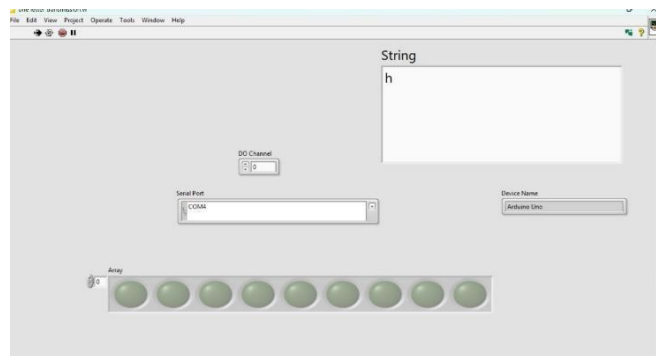 File Edit View Project Operate Tools Window Help
String
h
DO Channel
0
Serial Port
COM4
Device Name
Arduino Uno
Array
0